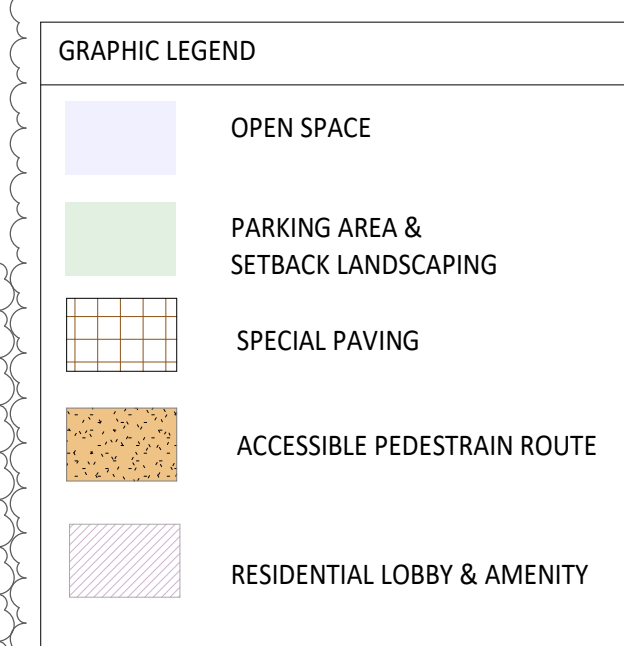 GRAPHIC LEGEND
OPEN SPACE
PARKING AREA &
SETBACK LANDSCAPING
SPECIAL PAVING
ACCESSIBLE PEDESTRAIN ROUTE
RESIDENTIAL LOBBY & AMENITY